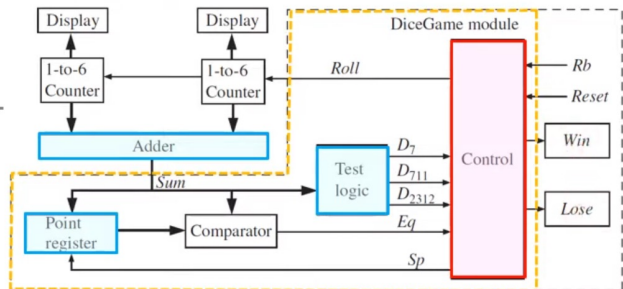 Display
Display
DiceGame module
1-to-6
Counter
1-to-6
Counter
Roll
Rb
Reset
Adder
Win
Sum
Test
logic
D7
D711
D2312
Control
Point
register
Comparator
Eq
Lose
Sp